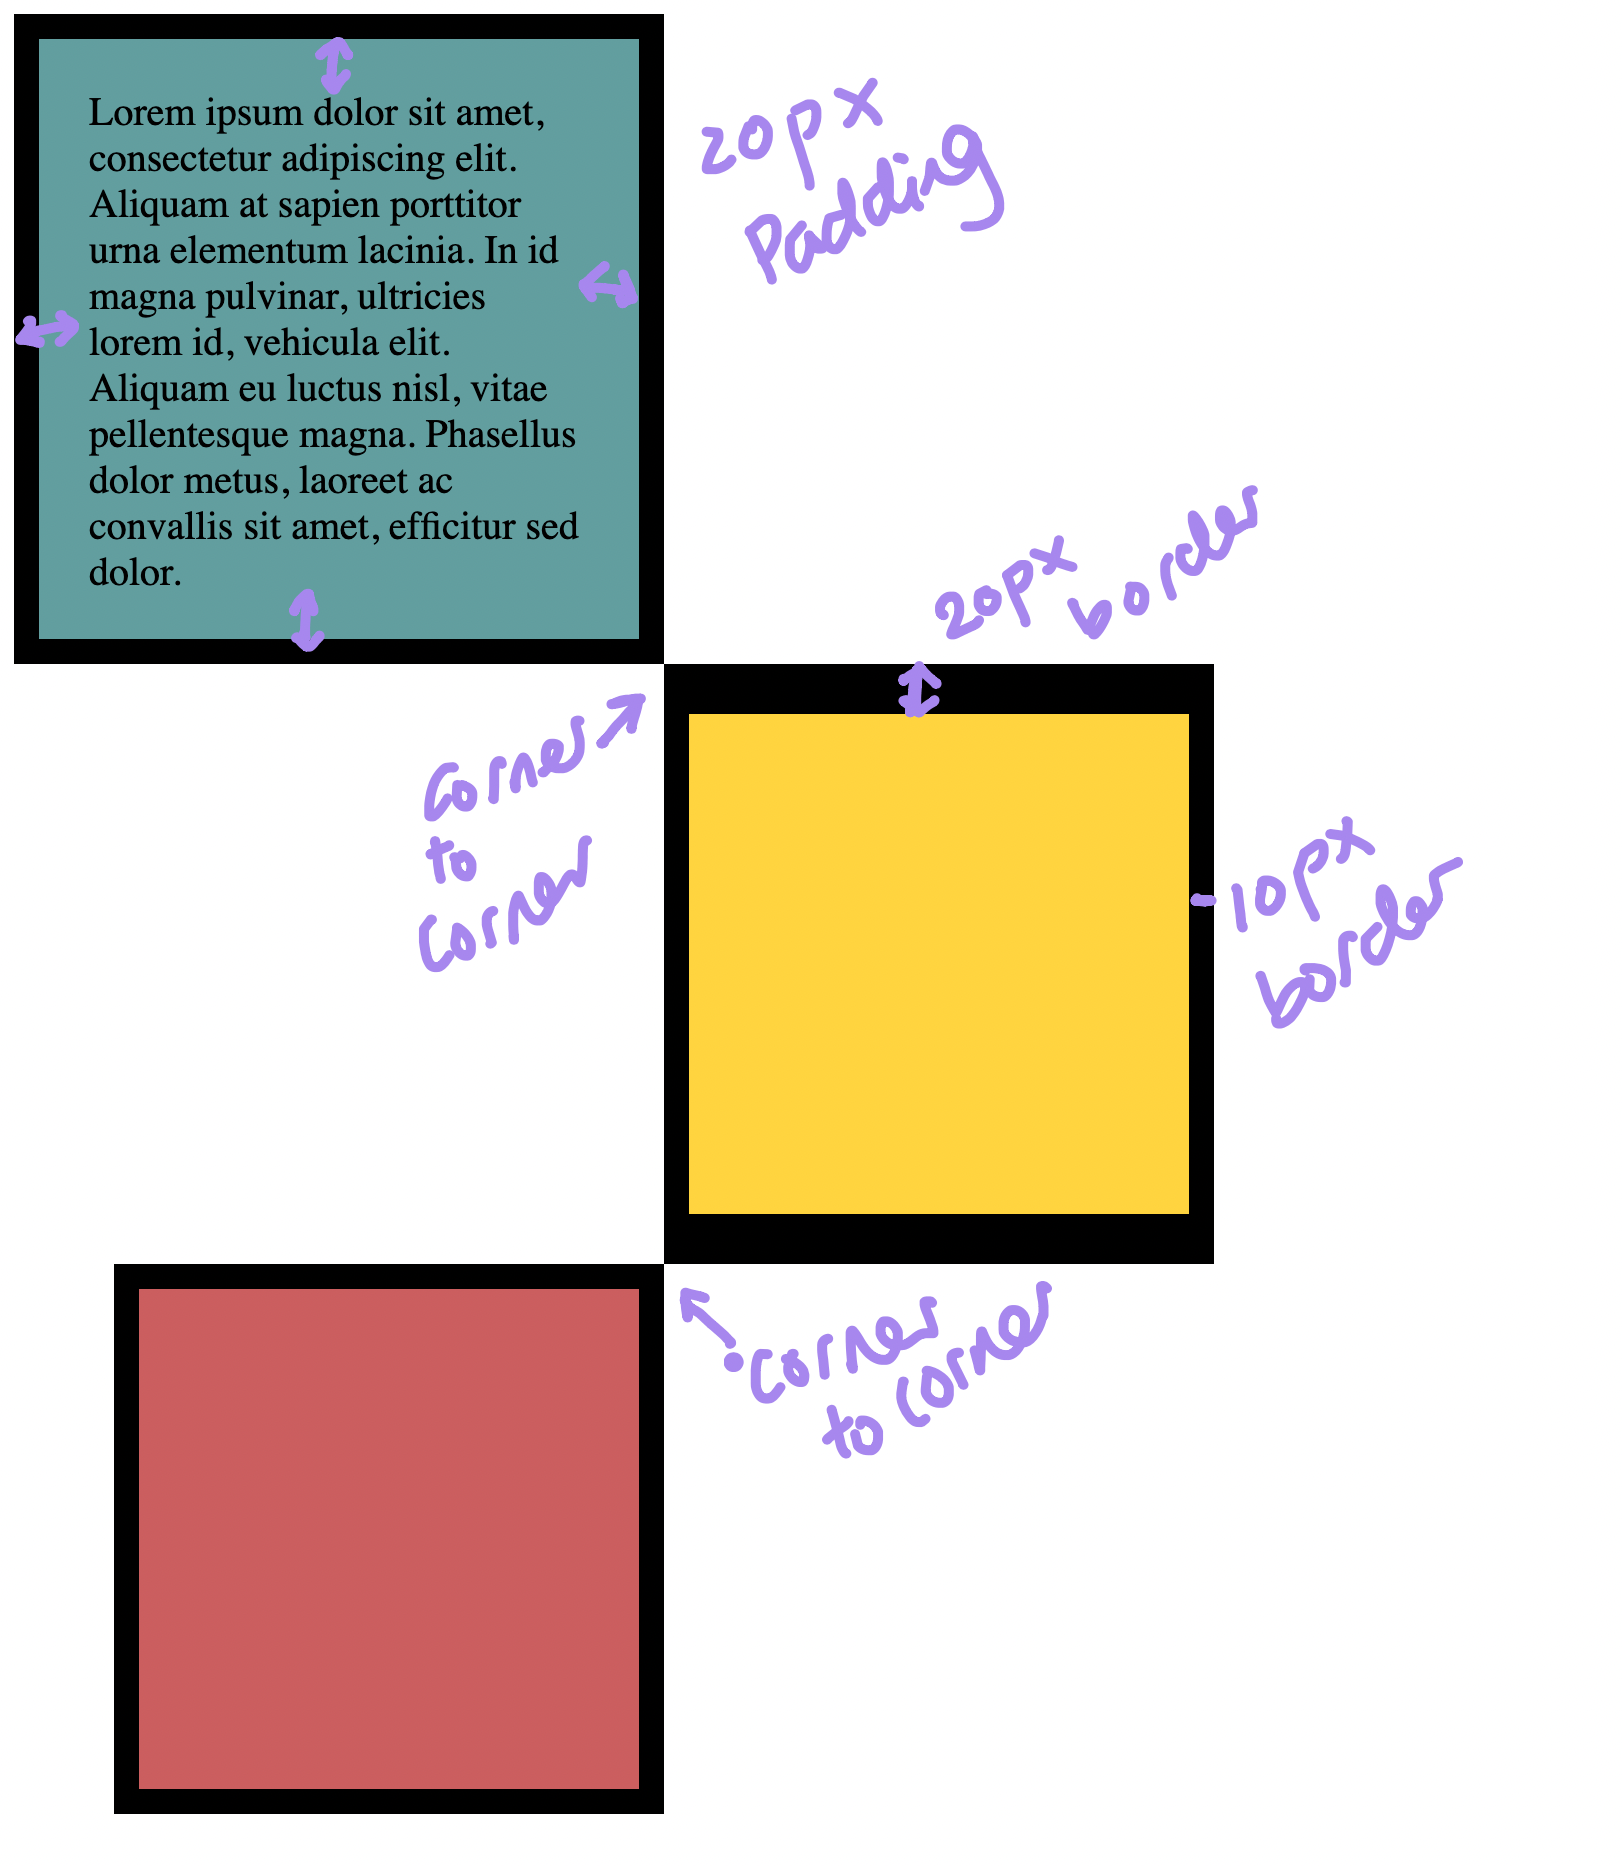 Lorem ipsum dolor sit amet,
consectetur adipiscing elit.
Aliquam at sapien porttitor
urna elementum lacinia. In id
magna pulvinar, ultricies
lorem id, vehicula elit.
Aliquam eu luctus nisl, vitae
pellentesque magna. Phasellus
dolor metus, laoreet ac
convallis sit amet, efficitur sed
dolor.
20px
Padding
20px
border
Corner
to
Corner
10px
border
Corner
to corner